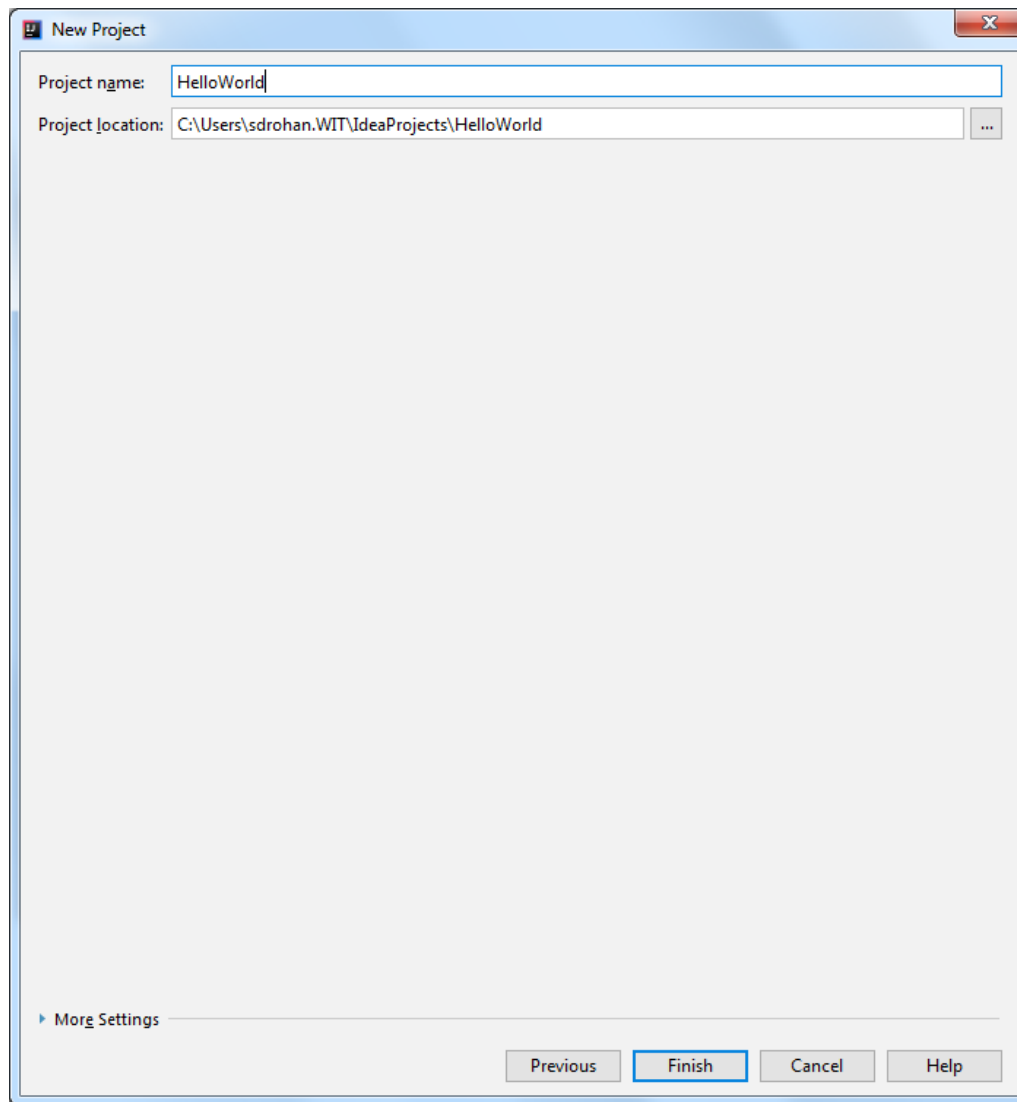 New Project
Project name: HelloWorld
Project location: C:\Users\sdrohan.WIT\IdeaProjects\HelloWorld ...
More Settings
Previous Finish Cancel Help